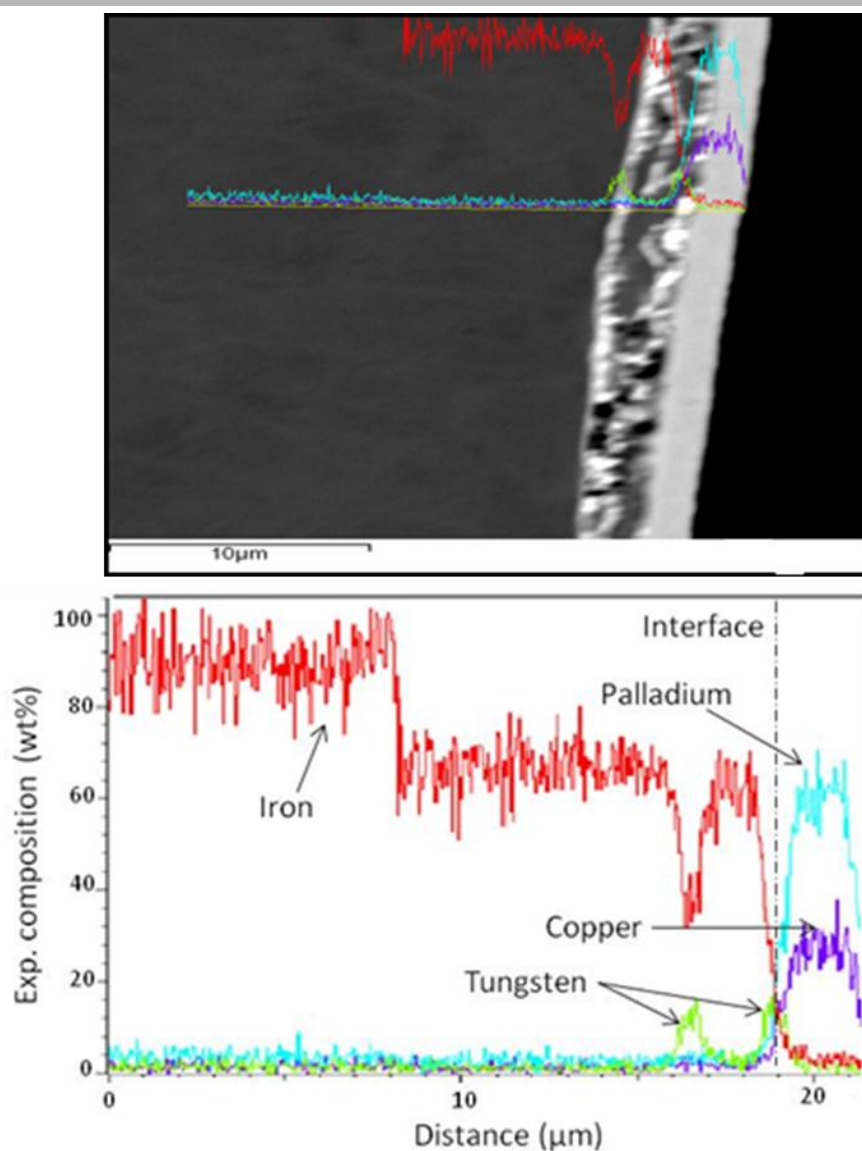 10µm
100
80
60
40
20
0
Exp. composition (wt%)
Interface
Palladium
Iron
Copper
Tungsten
0
10
20
Distance (µm)